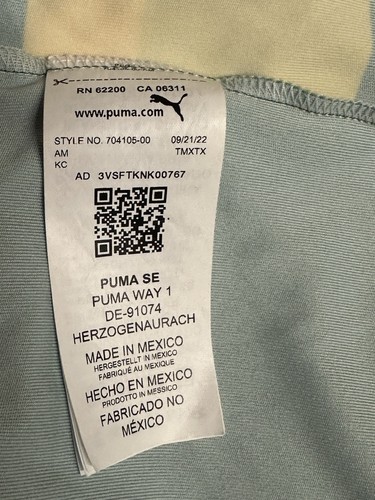 RN 62200 CA 06311
www.puma.com
STYLE NO. 704105-00 09/21/22
AM TMXTX
KC
AD 3VSFTKNK00767
PUMA SE
PUMA WAY 1
DE-91074
HERZOGENAURACH
MADE IN MEXICO
HERGESTELLT IN MEXICO
FABRIQUÉ AU MEXIQUE
HECHO EN MEXICO
PRODOTTO IN MESSICO
FABRICADO NO
MÉXICO